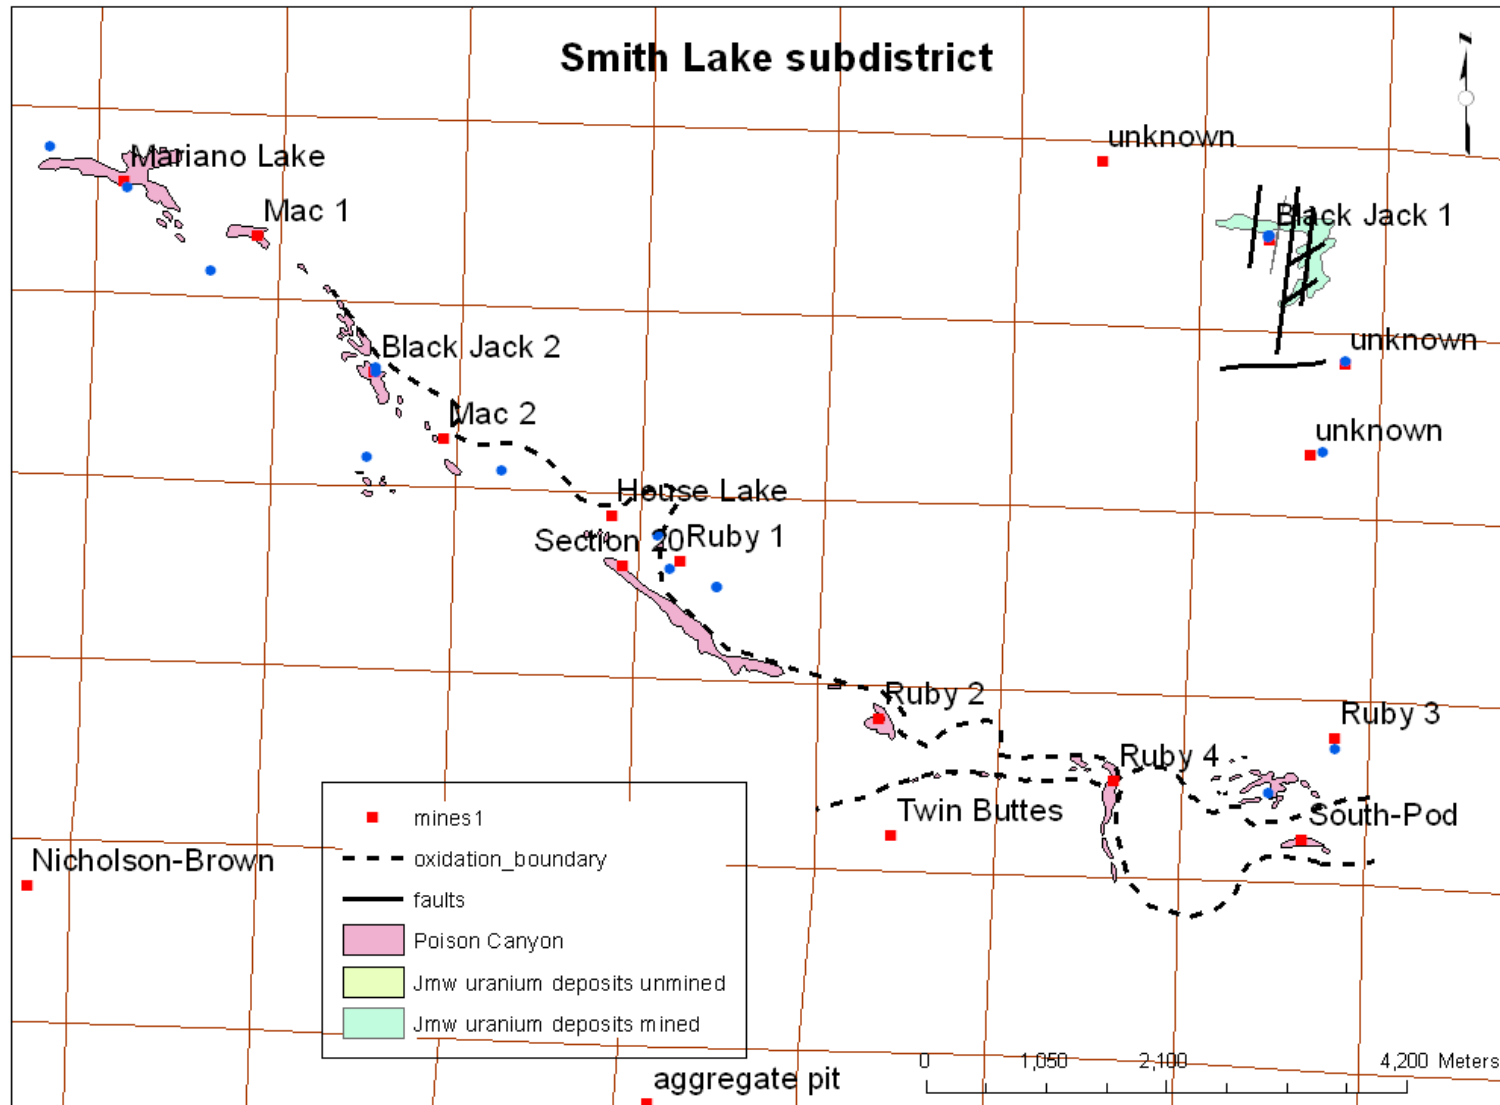 Smith Lake subdistrict
N
unknown
Mariano Lake
Mac 1
Black Jack 1
Black Jack 2
unknown
Mac 2
unknown
House Lake
Section 20
Ruby 1
Ruby 2
Ruby 3
Ruby 4
Twin Buttes
South-Pod
Nicholson-Brown
mines1
oxidation_boundary
faults
Poison Canyon
Jmw uranium deposits unmined
Jmw uranium deposits mined
0 1,050 2,100 4,200 Meters
aggregate pit